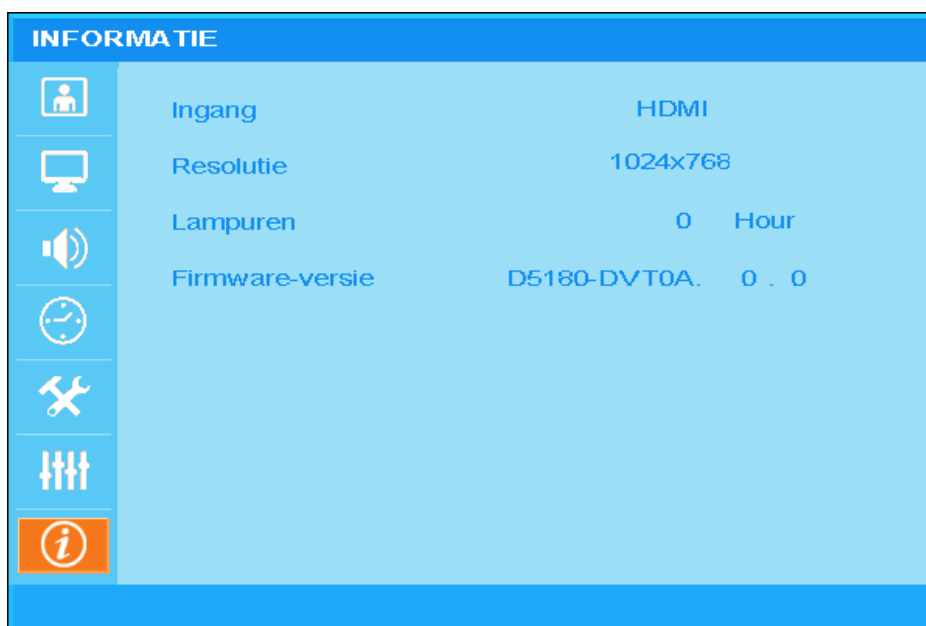 INFORMATIE
Ingang HDMI
Resolutie 1024x768
Lampuren 0 Hour
Firmware-versie D5180-DVT0A. 0 . 0